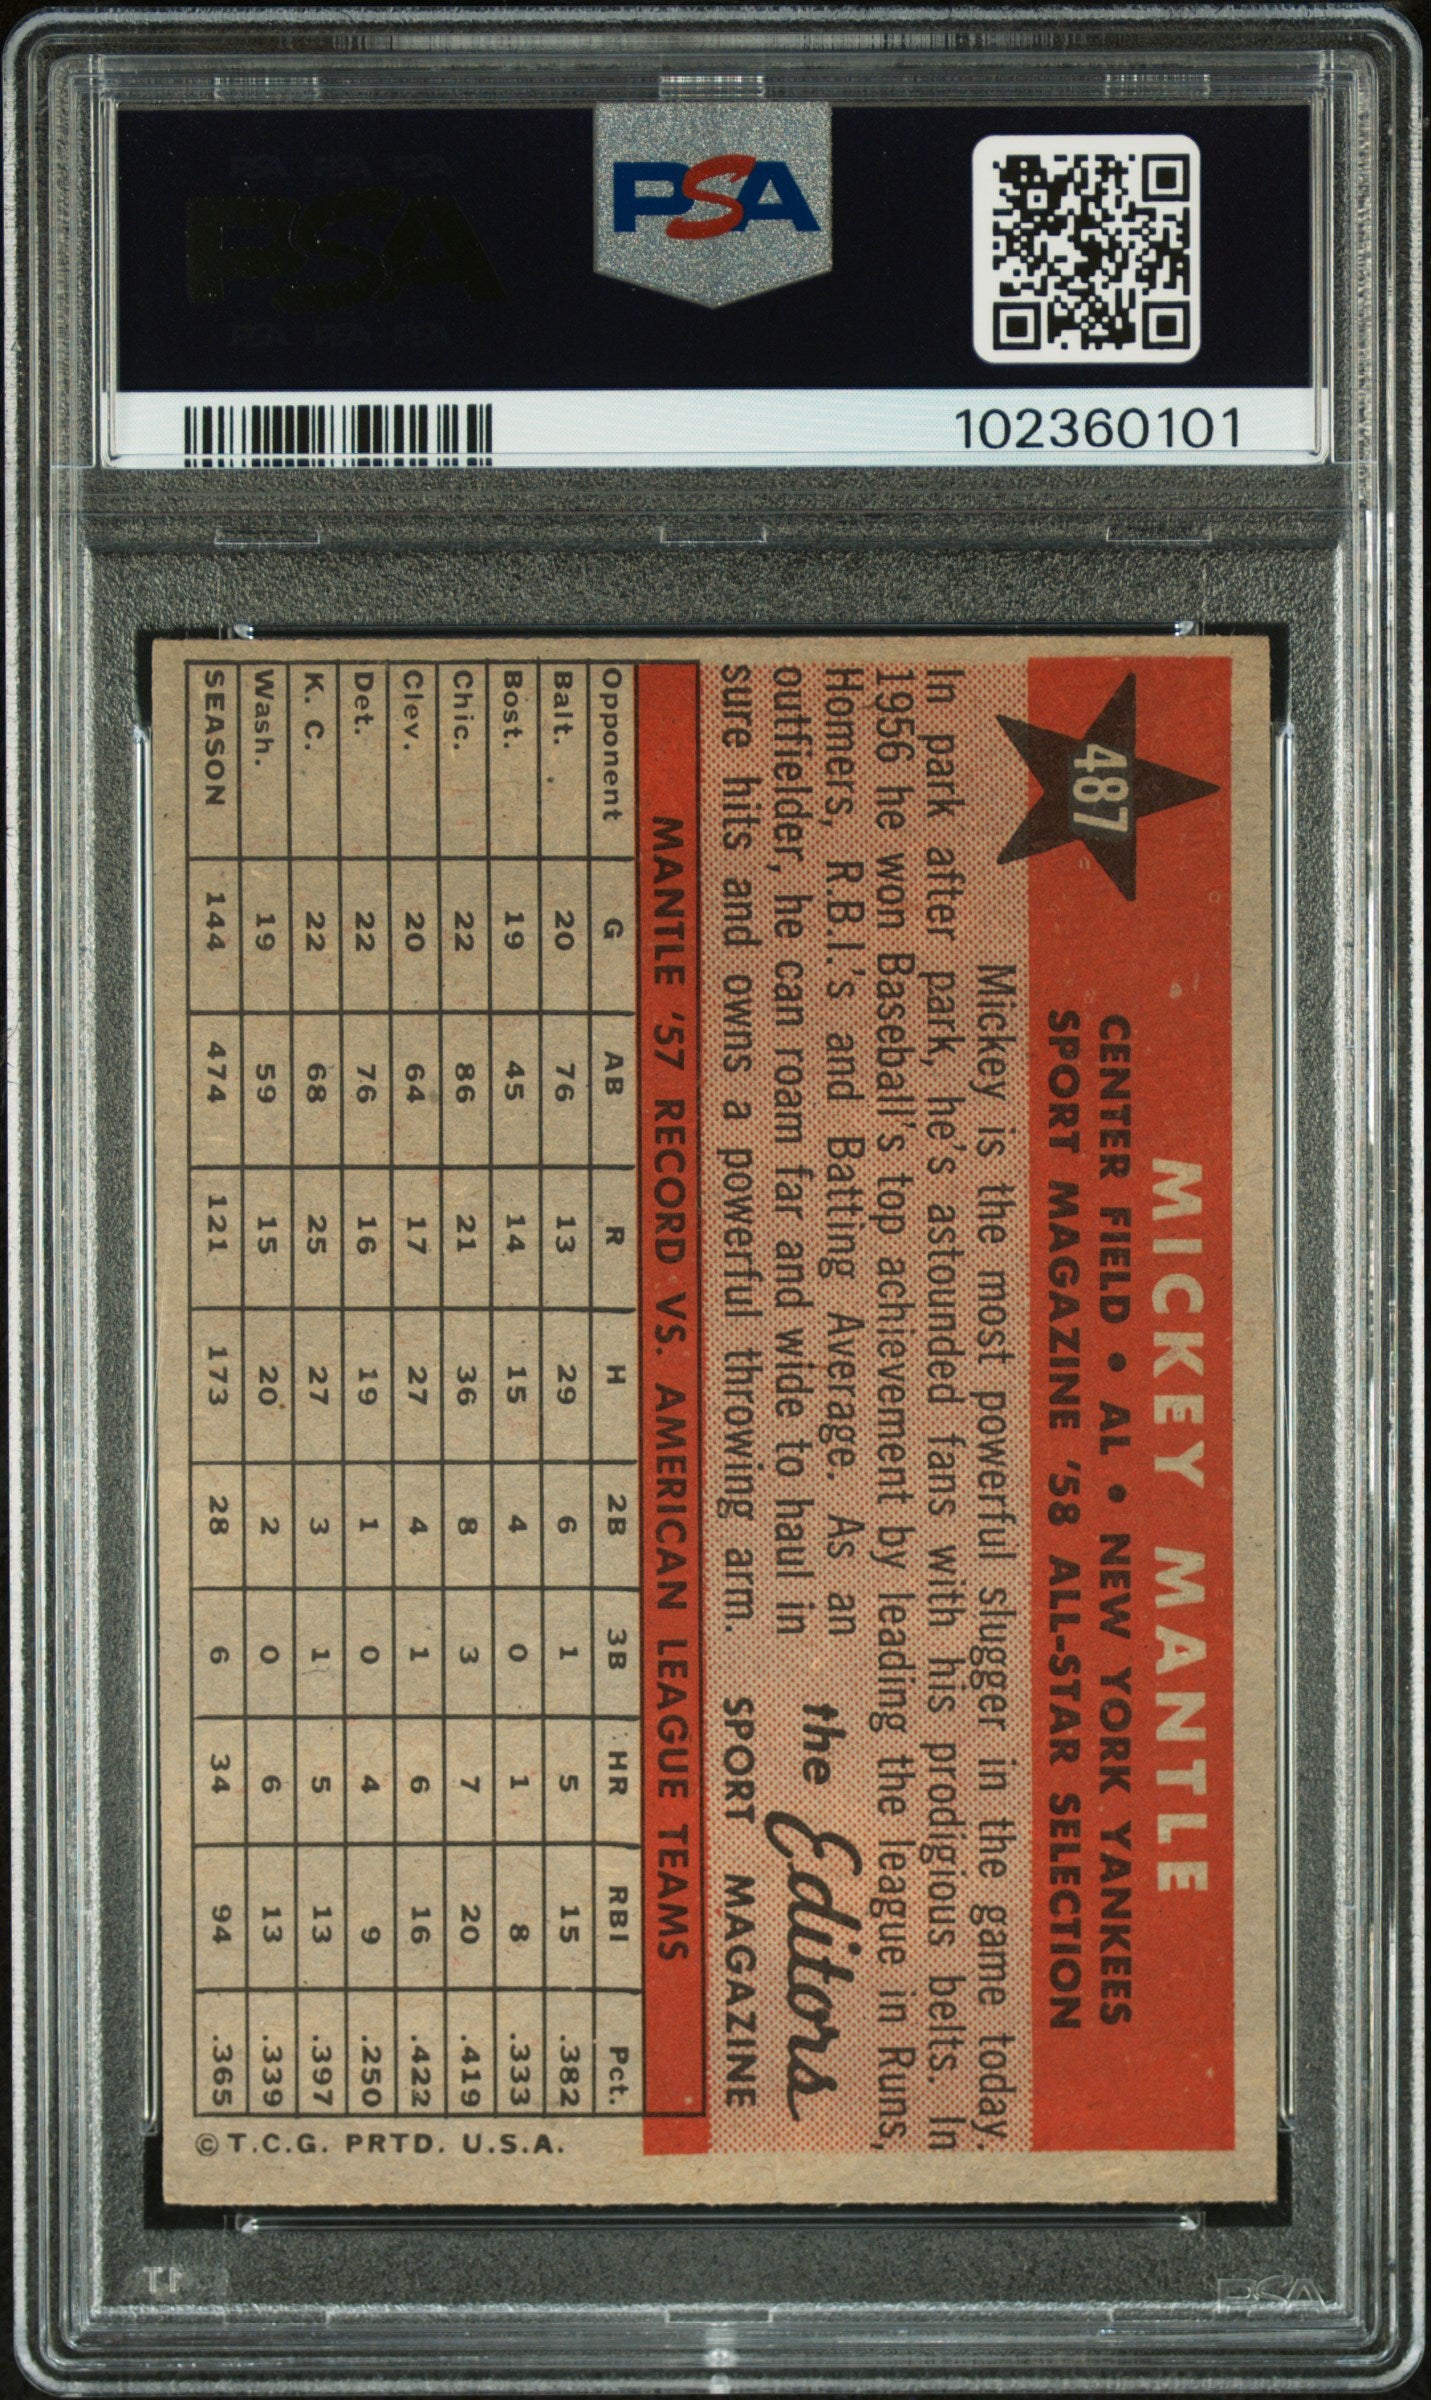 PSA
102360101
487
MICKEY MANTLE
CENTER FIELD • AL • NEW YORK YANKEES
SPORT MAGAZINE '58 ALL-STAR SELECTION
Mickey is the most powerful slugger in the game today.
In park after park, he's astounded fans with his prodigious belts. In
1956 he won Baseball's top achievement by leading the league in Runs,
Homers, R.B.I.'s and Batting Average. As an
outfielder, he can roam far and wide to haul in
sure hits and owns a powerful throwing arm.
the Editors
SPORT MAGAZINE
MANTLE '57 RECORD VS. AMERICAN LEAGUE TEAMS
Opponent G AB R H 2B 3B HR RBI Pct.
Balt. 20 76 13 29 6 1 5 15 .382
Bost. 19 45 14 15 4 0 1 8 .333
Chic. 22 86 21 36 8 3 7 20 .419
Clev. 20 64 17 27 4 1 6 16 .422
Det. 22 76 16 19 1 0 4 9 .250
K. C. 22 68 25 27 3 1 5 13 .397
Wash. 19 59 15 20 2 0 6 13 .339
SEASON 144 474 121 173 28 6 34 94 .365
© T.C.G. PRTD. U.S.A.
PSA
PSA PSA PSA
PSA
PSA PSA PSA